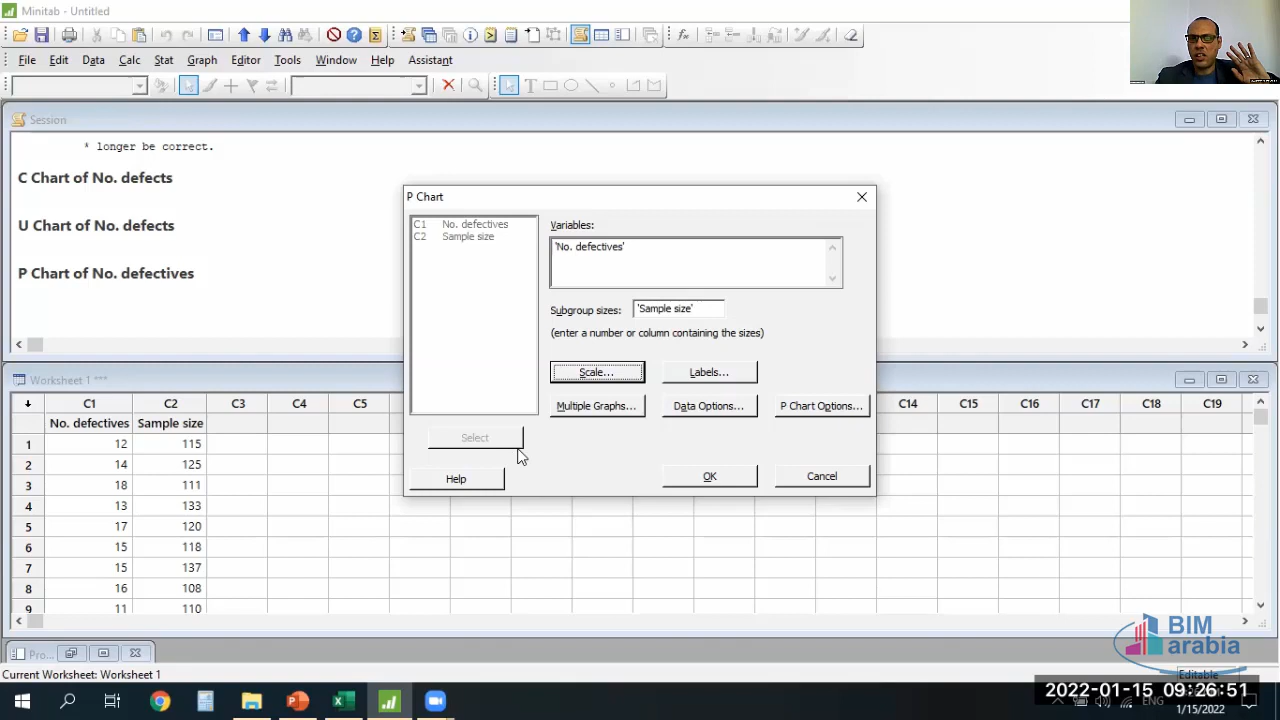 Minitab - Untitled
File Edit Data Calc Stat Graph Editor Tools Window Help Assistant
Session
* longer be correct.
C Chart of No. defects
U Chart of No. defects
P Chart of No. defectives
P Chart
C1 No. defectives
C2 Sample size
Variables:
'No. defectives'
Subgroup sizes: 'Sample size'
(enter a number or column containing the sizes)
Scale... Labels...
Multiple Graphs... Data Options... P Chart Options...
Select
Help OK Cancel
Worksheet 1 ***
C1 C2 C3 C4 C5 C14 C15 C16 C17 C18 C19
No. defectives Sample size
1 12 115
2 14 125
3 18 111
4 13 133
5 17 120
6 15 118
7 15 137
8 16 108
9 11 110
BIM
arabia
Pro...
Current Worksheet: Worksheet 1
Editable
2022-01-15 09:26:51
ENG
1/15/2022